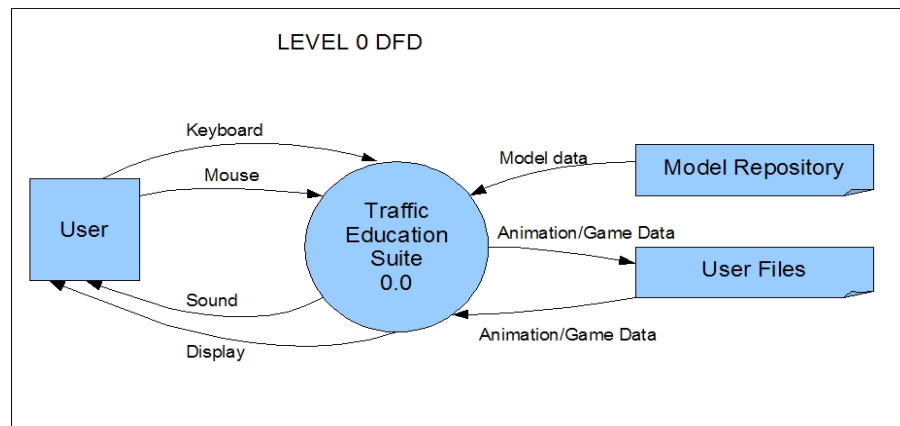 LEVEL 0 DFD
Keyboard
Mouse
User
Sound
Display
Traffic
Education
Suite
0.0
Model data
Model Repository
Animation/Game Data
User Files
Animation/Game Data